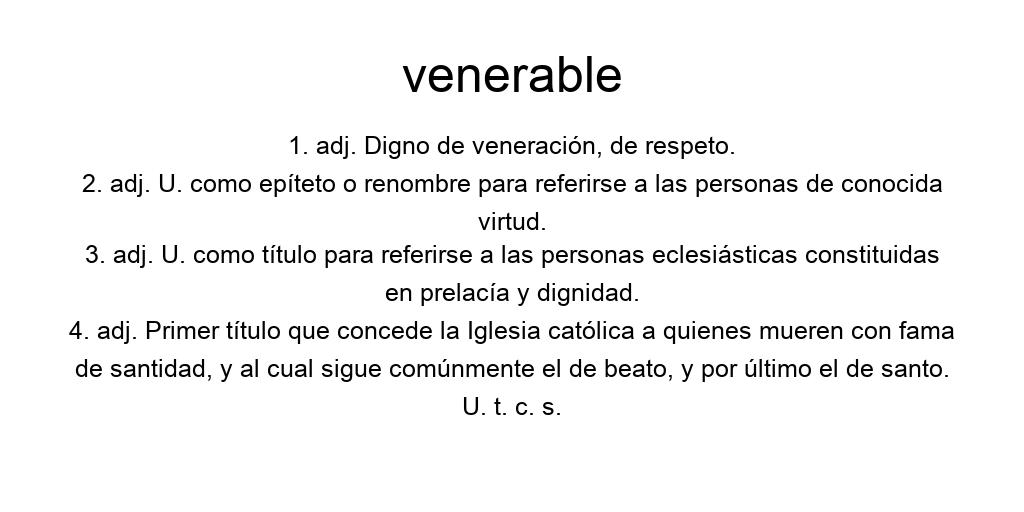 venerable
1. adj. Digno de veneración, de respeto.
2. adj. U. como epíteto o renombre para referirse a las personas de conocida
virtud.
3. adj. U. como título para referirse a las personas eclesiásticas constituidas
en prelacía y dignidad.
4. adj. Primer título que concede la Iglesia católica a quienes mueren con fama
de santidad, y al cual sigue comúnmente el de beato, y por último el de santo.
U. t. c. s.